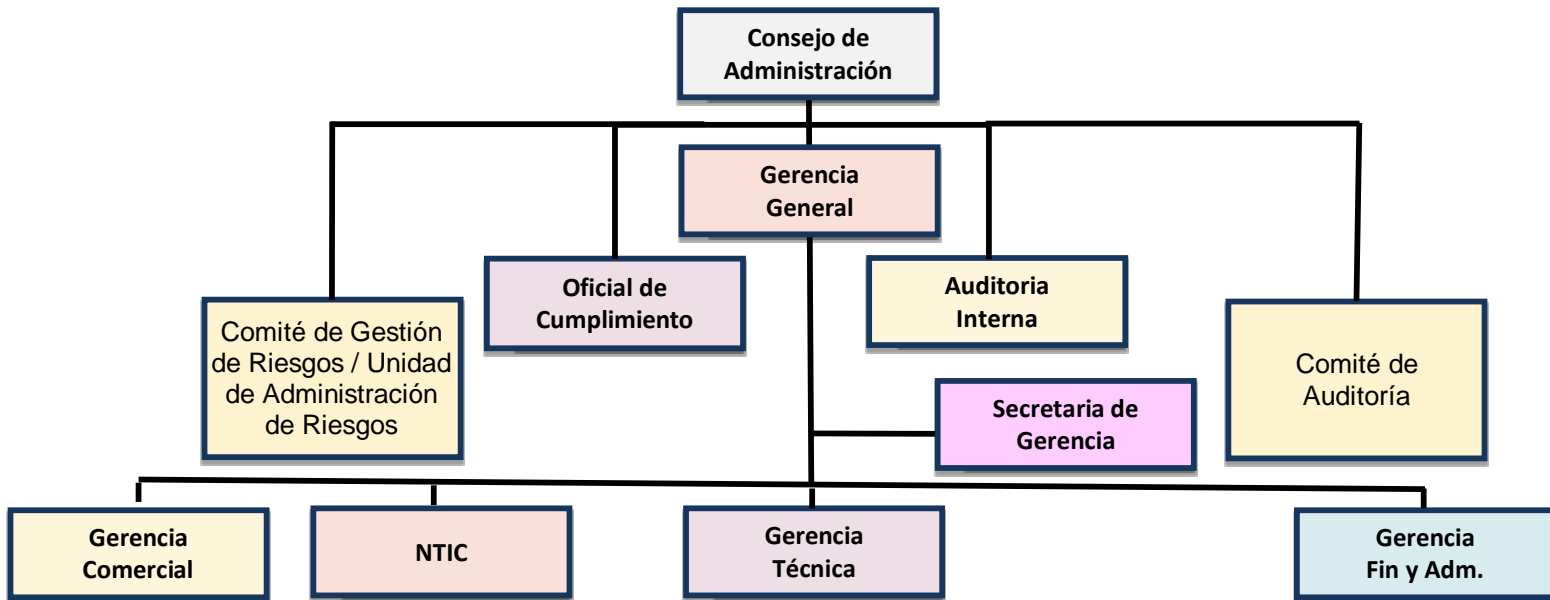 Consejo de
Administración
Gerencia
General
Oficial de
Cumplimiento
Auditoria
Interna
Comité de Gestión
de Riesgos / Unidad
de Administración
de Riesgos
Comité de
Auditoría
Secretaria de
Gerencia
Gerencia
Comercial
NTIC
Gerencia
Técnica
Gerencia
Fin y Adm.